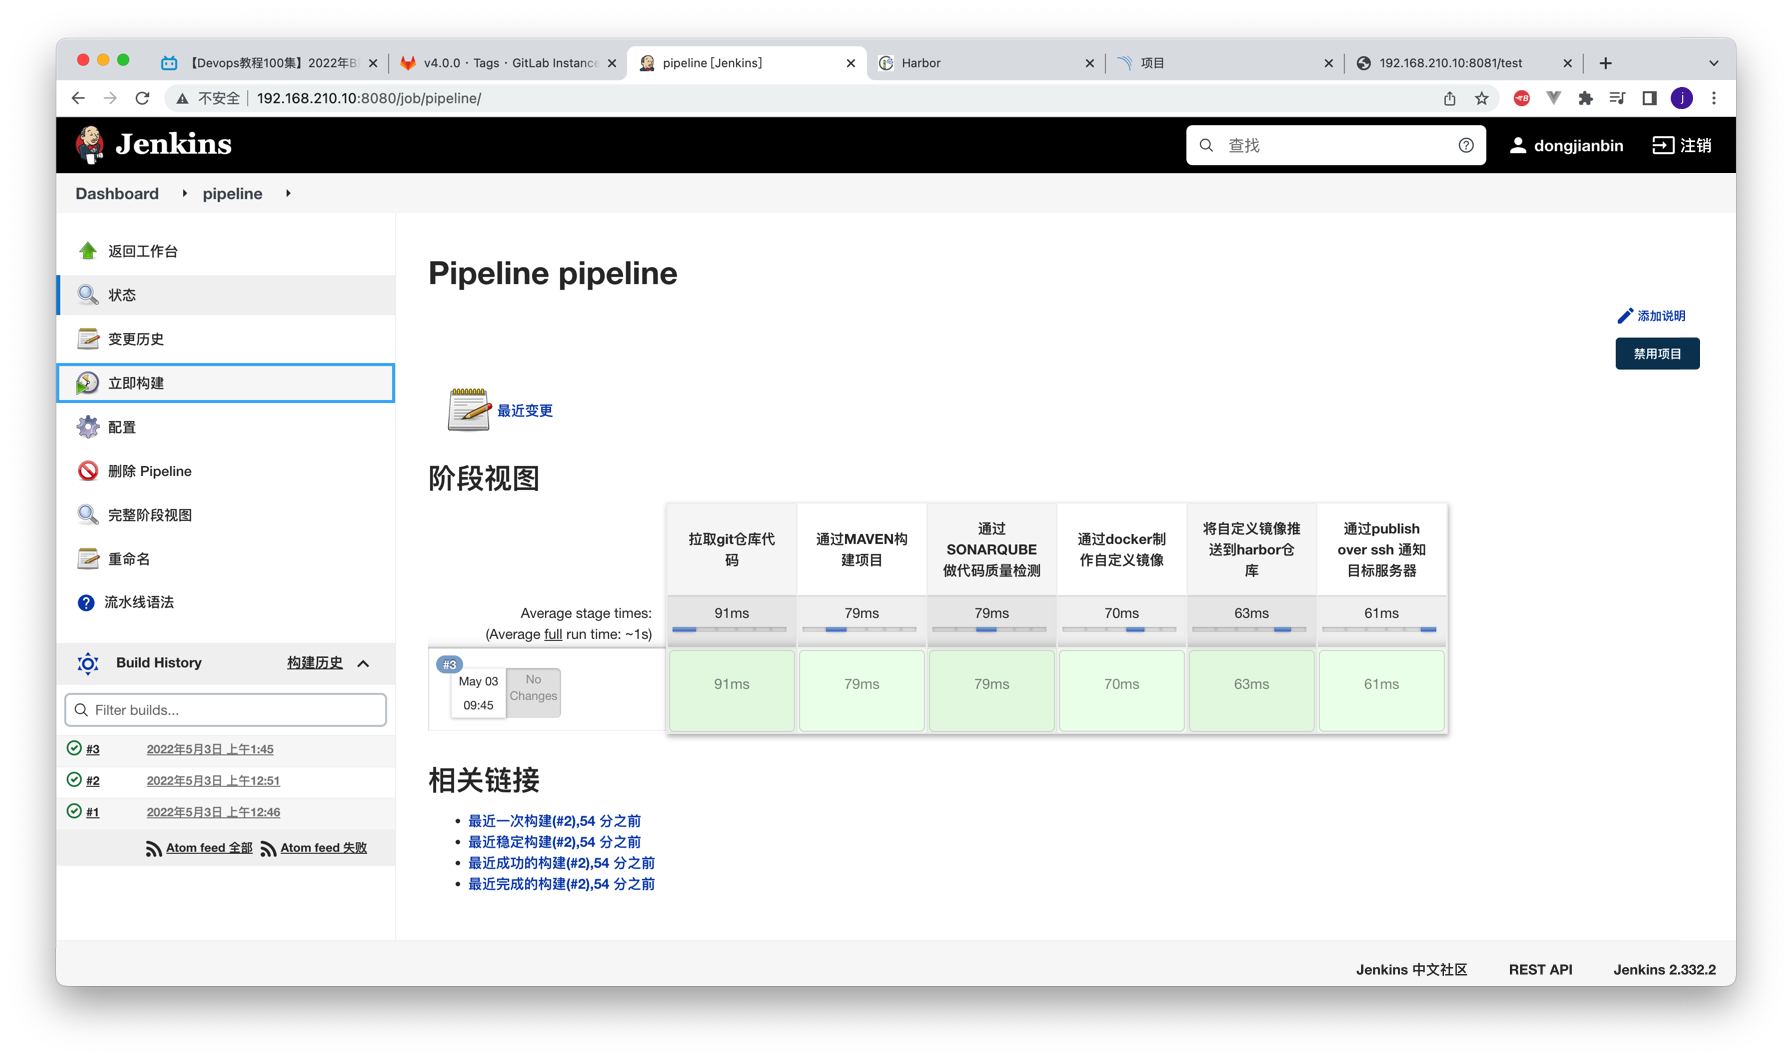 【Devops教程100集】2022年B
v4.0.0 · Tags · GitLab Instance
pipeline [Jenkins]
Harbor
项目
192.168.210.10:8081/test
不安全
192.168.210.10:8080/job/pipeline/
j
Jenkins
查找
dongjianbin
注销
Dashboard
pipeline
返回工作台
状态
变更历史
立即构建
配置
删除 Pipeline
完整阶段视图
重命名
流水线语法
Build History
构建历史
Filter builds...
#3 2022年5月3日 上午1:45
#2 2022年5月3日 上午12:51
#1 2022年5月3日 上午12:46
Atom feed 全部
Atom feed 失败
Pipeline pipeline
添加说明
禁用项目
最近变更
阶段视图
拉取git仓库代
码
通过MAVEN构
建项目
通过
SONARQUBE
做代码质量检测
通过docker制
作自定义镜像
将自定义镜像推
送到harbor仓
库
通过publish
over ssh 通知
目标服务器
Average stage times:
(Average full run time: ~1s)
91ms 79ms 79ms 70ms 63ms 61ms
#3
May 03
09:45
No
Changes
91ms 79ms 79ms 70ms 63ms 61ms
相关链接
最近一次构建(#2),54 分之前
最近稳定构建(#2),54 分之前
最近成功的构建(#2),54 分之前
最近完成的构建(#2),54 分之前
Jenkins 中文社区
REST API
Jenkins 2.332.2